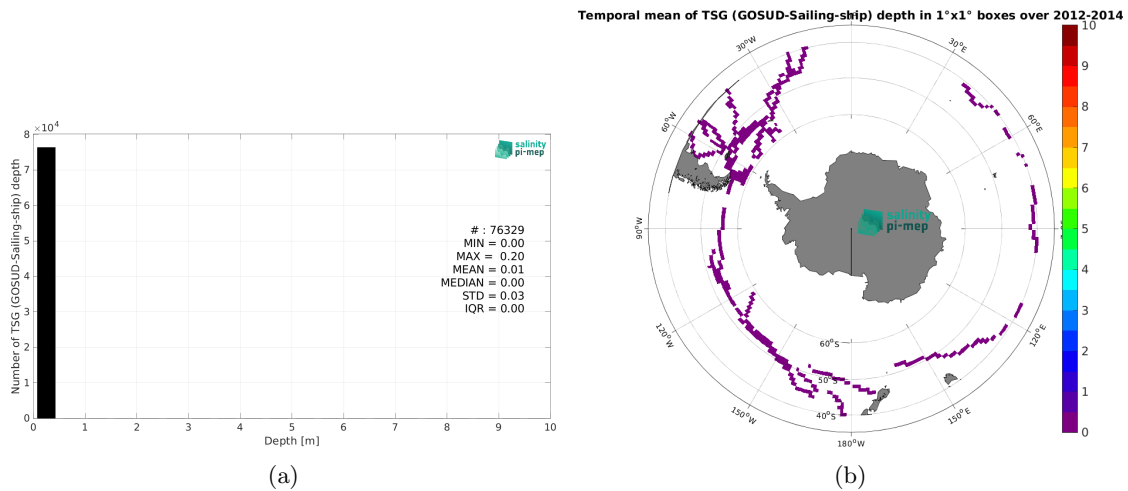 Temporal mean of TSG (GOSUD-Sailing-ship) depth in 1°x1° boxes over 2012-2014
×10⁴
8
7
6
5
4
3
2
1
0
Number of TSG (GOSUD-Sailing-ship) depth
salinity
pi-mep
# : 76329
MIN = 0.00
MAX = 0.20
MEAN = 0.01
MEDIAN = 0.00
STD = 0.03
IQR = 0.00
0 1 2 3 4 5 6 7 8 9 10
Depth [m]
(a)
30°W
30°E
60°W
60°E
90°W
120°W
120°E
150°W
150°E
180°W
60°S
50°S
40°S
salinity
pi-mep
10
9
8
7
6
5
4
3
2
1
0
(b)